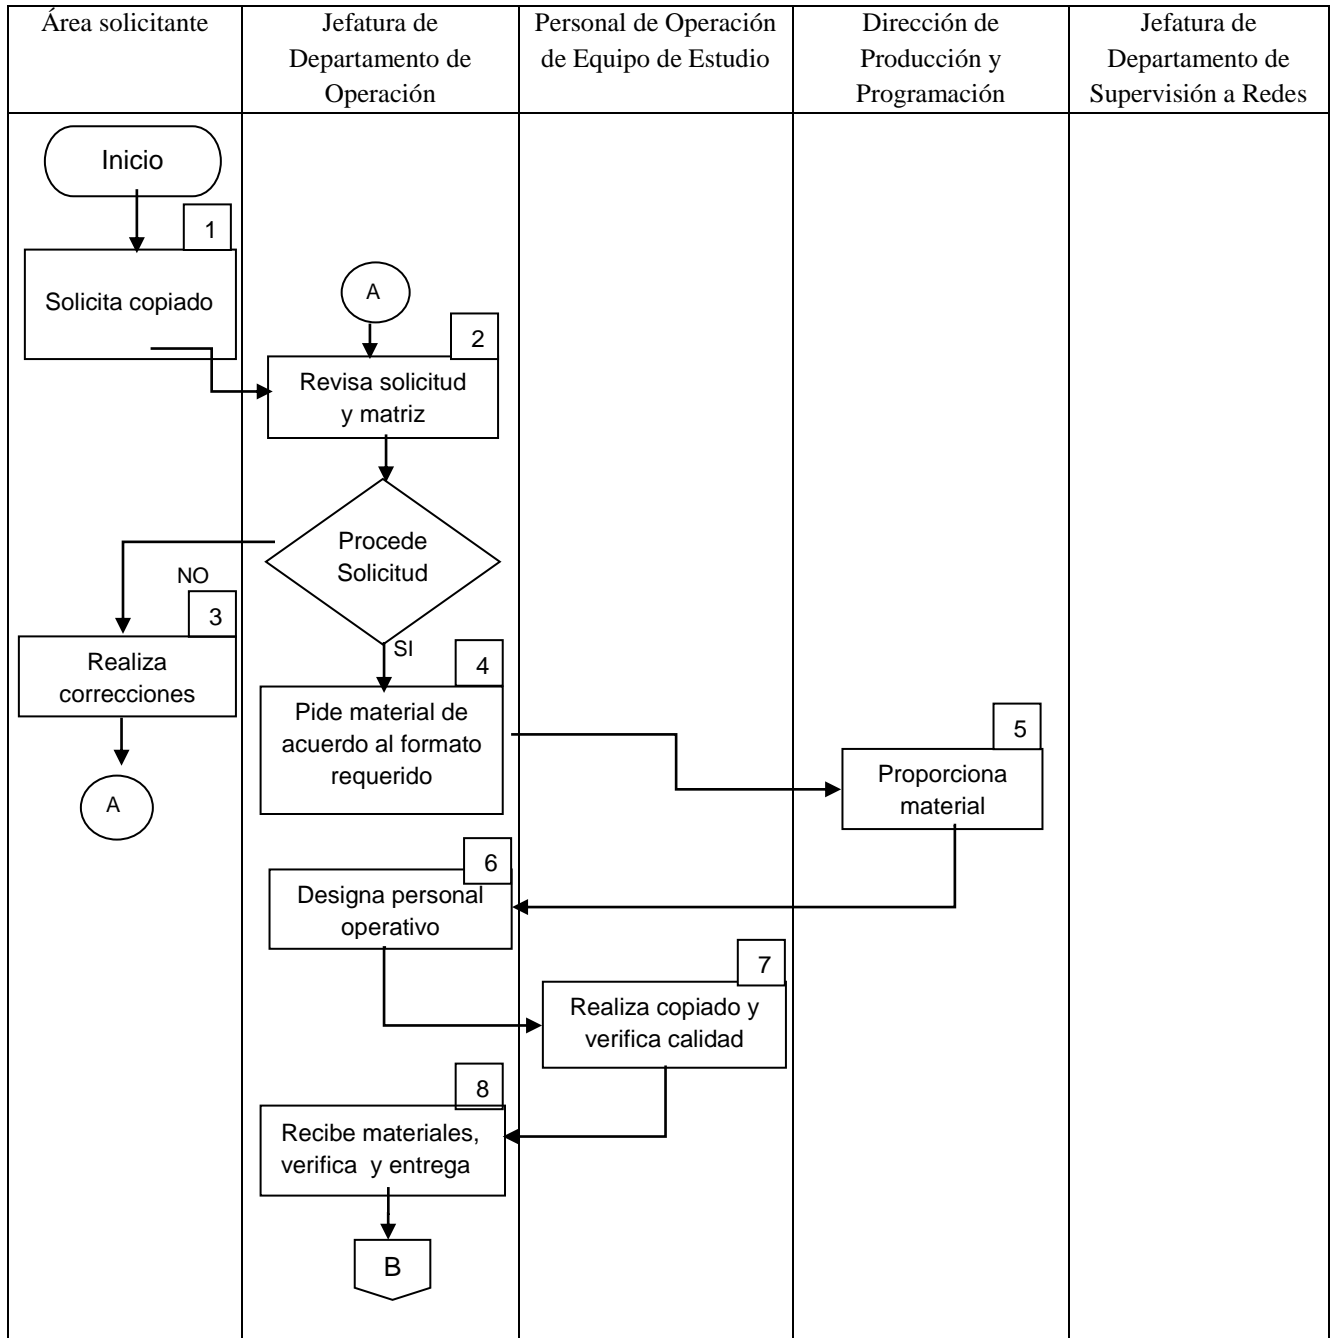 Área solicitante
Jefatura de
Departamento de
Operación
Personal de Operación
de Equipo de Estudio
Dirección de
Producción y
Programación
Jefatura de
Departamento de
Supervisión a Redes
Inicio
1
Solicita copiado
A
2
Revisa solicitud
y matriz
Procede
Solicitud
NO
3
Realiza
correcciones
A
SI
4
Pide material de
acuerdo al formato
requerido
5
Proporciona
material
6
Designa personal
operativo
7
Realiza copiado y
verifica calidad
8
Recibe materiales,
verifica y entrega
B